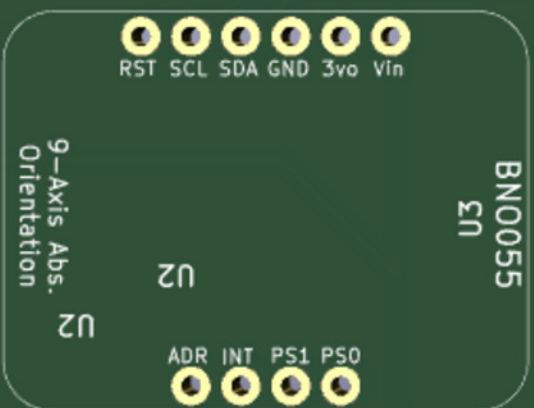 RST SCL SDA GND 3vo Vin
9-Axis Abs.
Orientation
BNO055
U3
U2
U2
ADR INT PS1 PS0